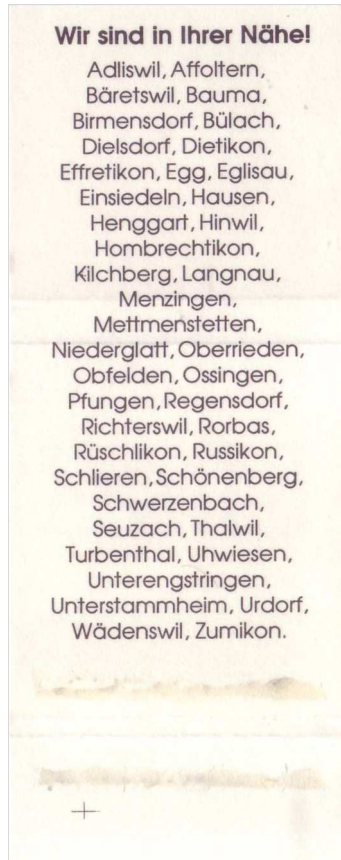 Wir sind in Ihrer Nähe!
Adliswil, Affoltern,
Bäretswil, Bauma,
Birmensdorf, Bülach,
Dielsdorf, Dietikon,
Effretikon, Egg, Eglisau,
Einsiedeln, Hausen,
Henggart, Hinwil,
Hombrechtikon,
Kilchberg, Langnau,
Menzingen,
Mettmenstetten,
Niederglatt, Oberrieden,
Obfelden, Ossingen,
Pfungen, Regensdorf,
Richterswil, Rorbas,
Rüschlikon, Russikon,
Schlieren, Schönenberg,
Schwerzenbach,
Seuzach, Thalwil,
Turbenthal, Uhwiesen,
Unterengstringen,
Unterstammheim, Urdorf,
Wädenswil, Zumikon.